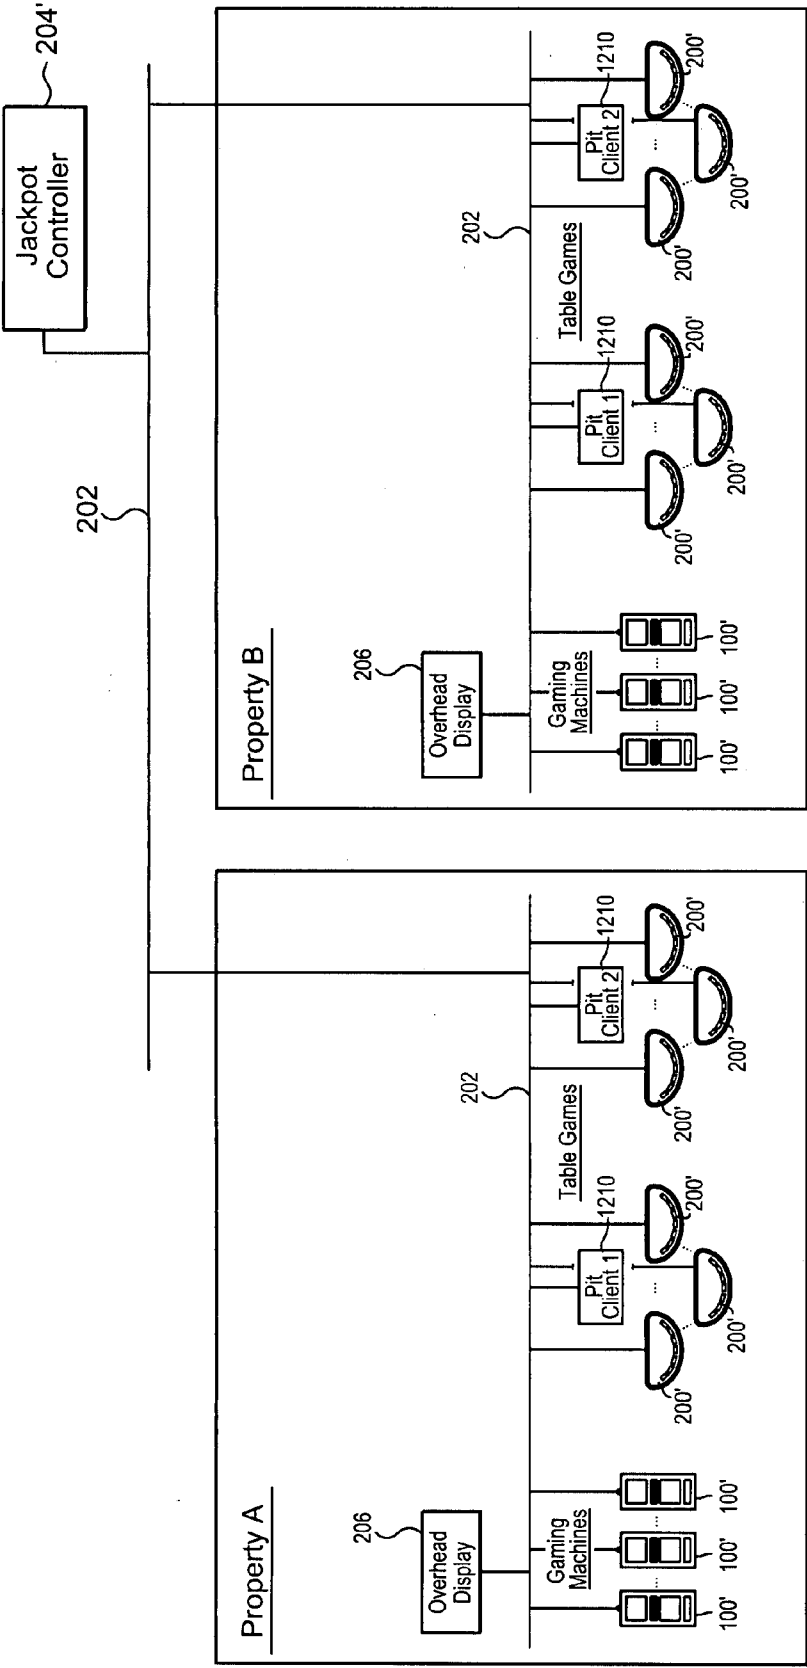 Jackpot
Controller
204'
202
Property A
206
Overhead
Display
Gaming
Machines
100'
100'
100'
202
Table Games
Pit
Client 1
1210
200'
200'
200'
Pit
Client 2
1210
200'
200'
200'
Property B
206
Overhead
Display
Gaming
Machines
100'
100'
100'
202
Table Games
Pit
Client 1
1210
200'
200'
200'
Pit
Client 2
1210
200'
200'
200'